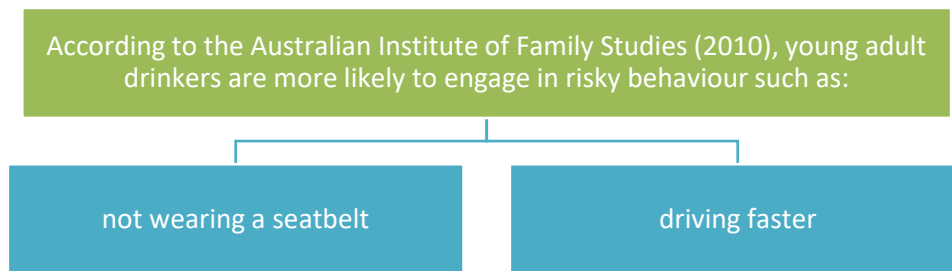 According to the Australian Institute of Family Studies (2010), young adult
drinkers are more likely to engage in risky behaviour such as:
not wearing a seatbelt
driving faster